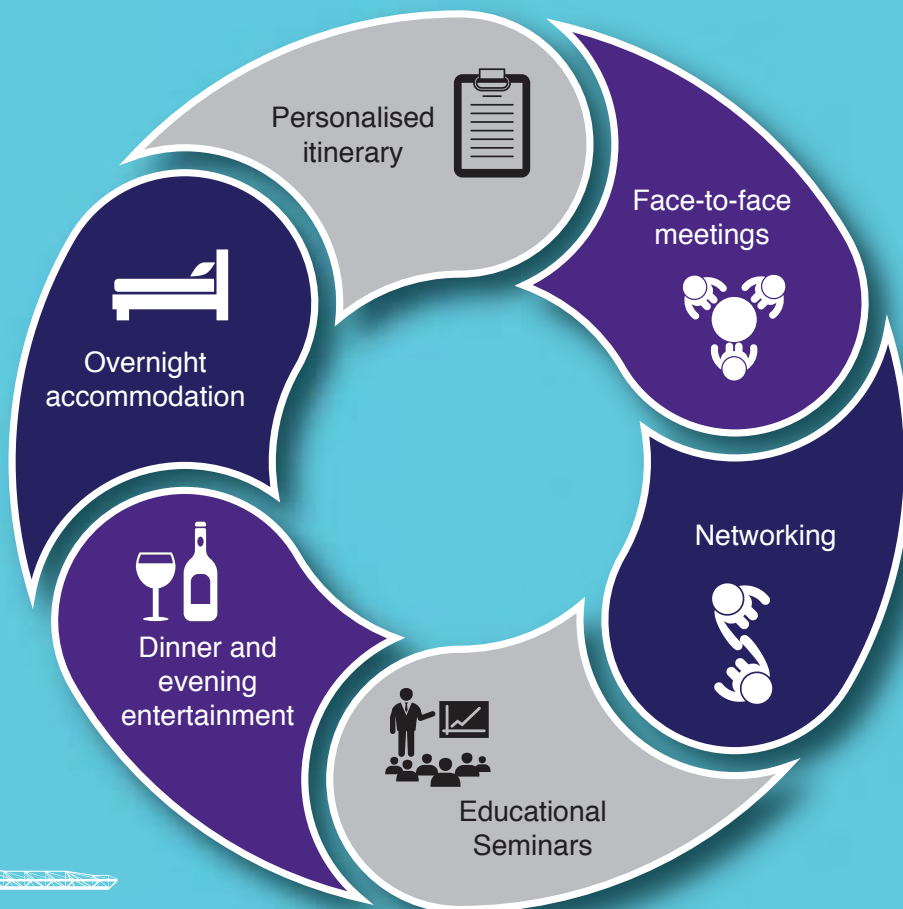 Personalised
itinerary
Face-to-face
meetings
Networking
Educational
Seminars
Dinner and
evening
entertainment
Overnight
accommodation